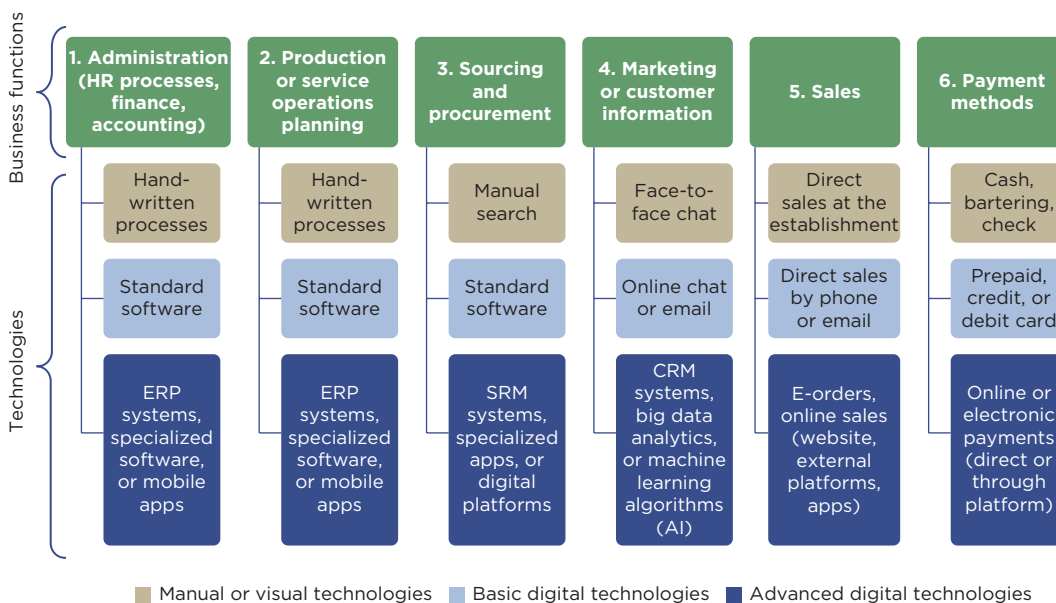 Business functions
1. Administration
(HR processes,
finance,
accounting)
2. Production
or service
operations
planning
3. Sourcing
and
procurement
4. Marketing
or customer
information
5. Sales
6. Payment
methods
Technologies
Hand-
written
processes
Hand-
written
processes
Manual
search
Face-to-
face chat
Direct
sales at the
establishment
Cash,
bartering,
check
Standard
software
Standard
software
Standard
software
Online chat
or email
Direct sales
by phone
or email
Prepaid,
credit, or
debit card
ERP
systems,
specialized
software,
or mobile
apps
ERP
systems,
specialized
software,
or mobile
apps
SRM
systems,
specialized
apps, or
digital
platforms
CRM
systems,
big data
analytics,
or machine
learning
algorithms
(AI)
E-orders,
online sales
(website,
external
platforms,
apps)
Online or
electronic
payments
(direct or
through
platform)
Manual or visual technologies
Basic digital technologies
Advanced digital technologies